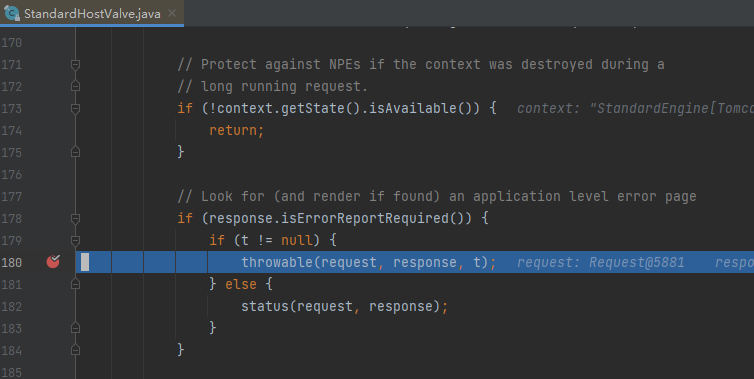 StandardHostValve.java
170
171 // Protect against NPEs if the context was destroyed during a
172 // long running request.
173 if (!context.getState().isAvailable()) { context: "StandardEngine[Tomca
174 return;
175 }
176
177 // Look for (and render if found) an application level error page
178 if (response.isErrorReportRequired()) {
179 if (t != null) {
180 throwable(request, response, t); request: Request@5881 respo
181 } else {
182 status(request, response);
183 }
184 }
185